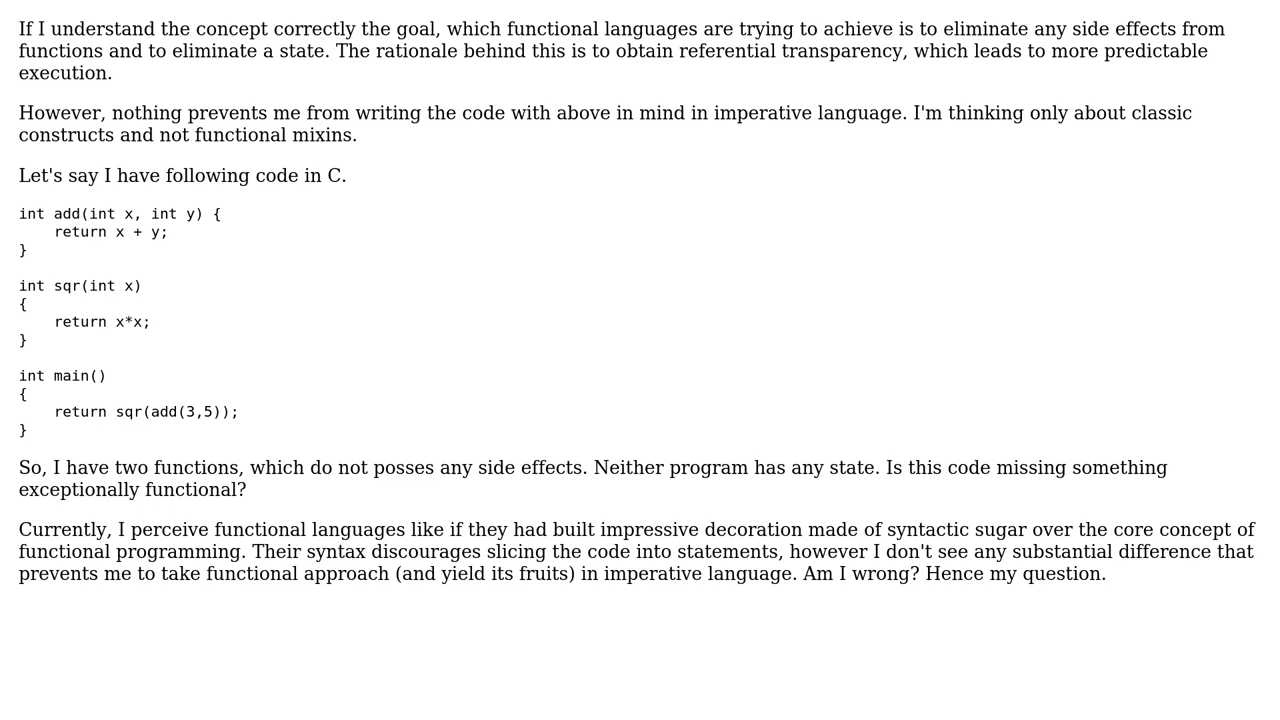 If I understand the concept correctly the goal, which functional languages are trying to achieve is to eliminate any side effects from
functions and to eliminate a state. The rationale behind this is to obtain referential transparency, which leads to more predictable
execution.
However, nothing prevents me from writing the code with above in mind in imperative language. I'm thinking only about classic
constructs and not functional mixins.
Let's say I have following code in C.
int add(int x, int y) {
    return x + y;
}
int sqr(int x)
{
    return x*x;
}
int main()
{
    return sqr(add(3,5));
}
So, I have two functions, which do not posses any side effects. Neither program has any state. Is this code missing something
exceptionally functional?
Currently, I perceive functional languages like if they had built impressive decoration made of syntactic sugar over the core concept of
functional programming. Their syntax discourages slicing the code into statements, however I don't see any substantial difference that
prevents me to take functional approach (and yield its fruits) in imperative language. Am I wrong? Hence my question.